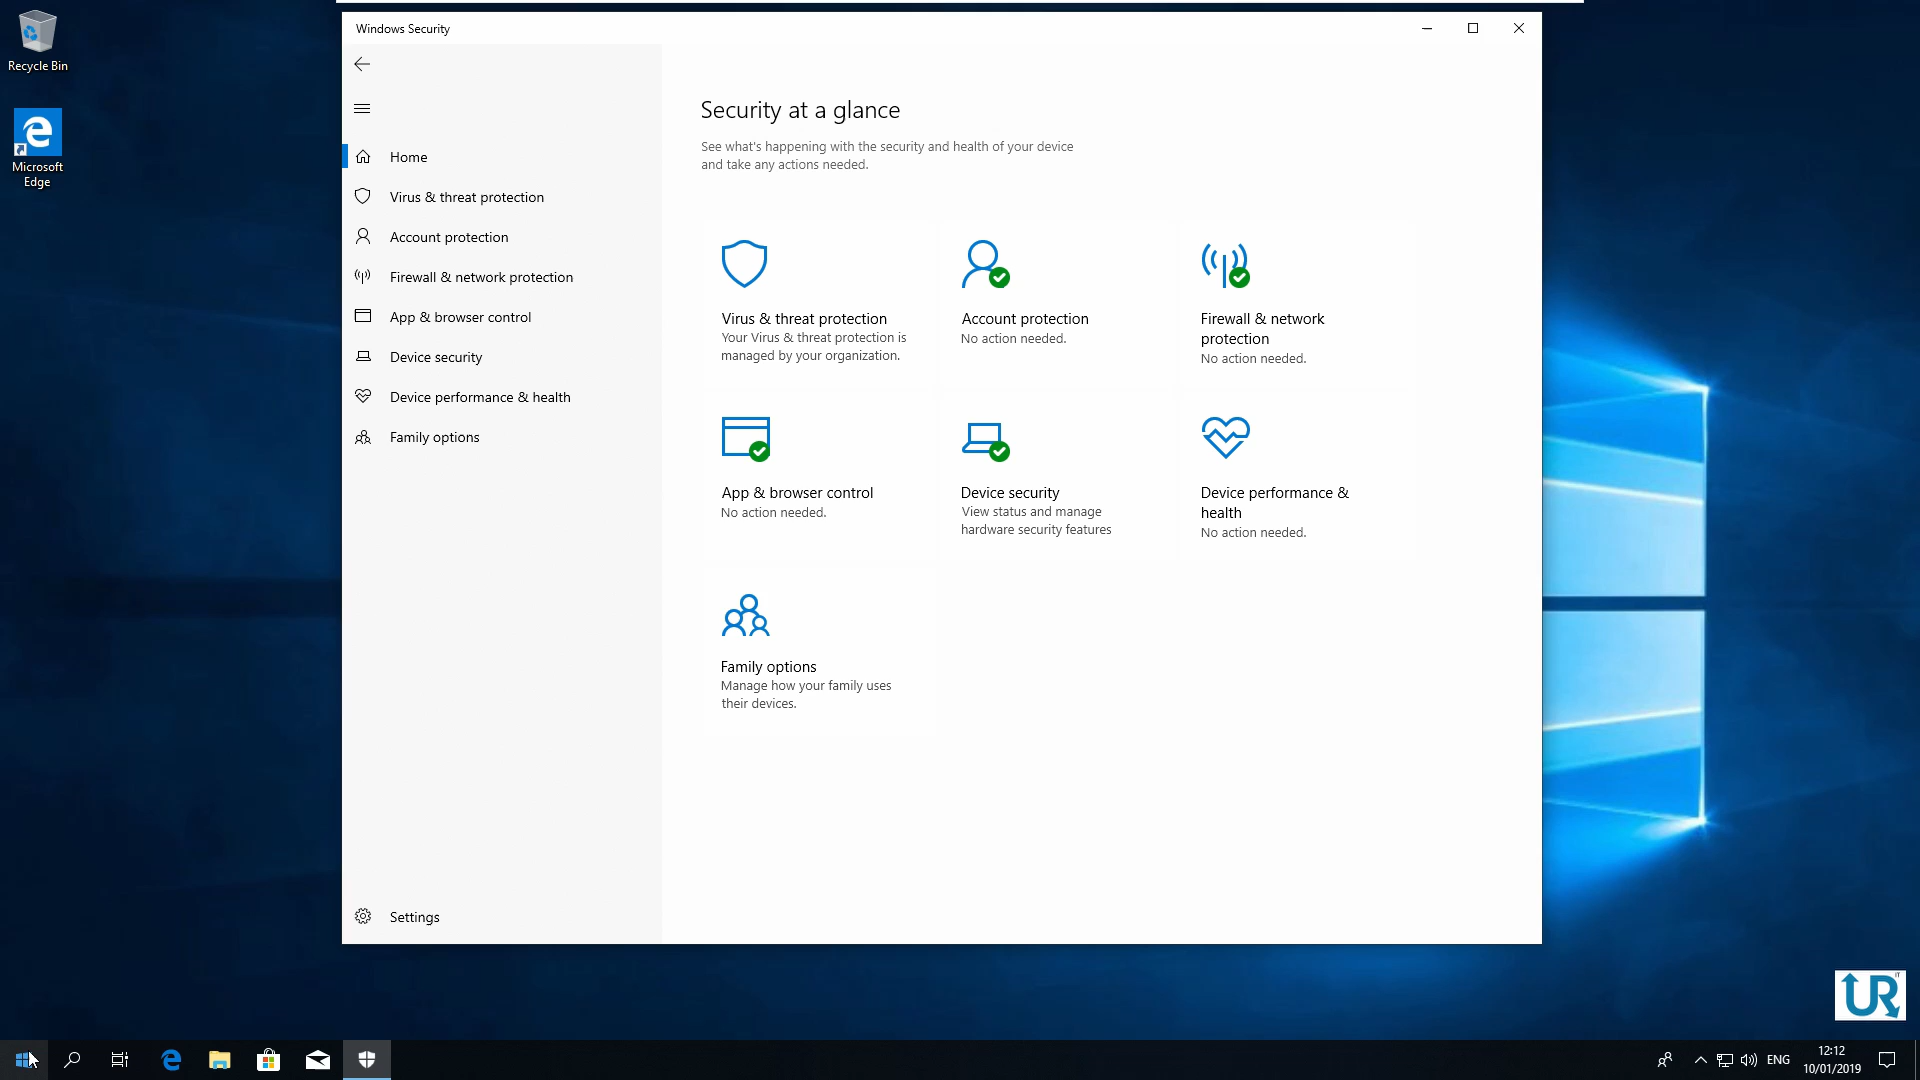 Recycle Bin
Microsoft
Edge
Windows Security
Home
Virus & threat protection
Account protection
Firewall & network protection
App & browser control
Device security
Device performance & health
Family options
Settings
Security at a glance
See what's happening with the security and health of your device
and take any actions needed.
Virus & threat protection
Your Virus & threat protection is
managed by your organization.
Account protection
No action needed.
Firewall & network
protection
No action needed.
App & browser control
No action needed.
Device security
View status and manage
hardware security features
Device performance &
health
No action needed.
Family options
Manage how your family uses
their devices.
UR
IT
ENG
12:12
10/01/2019